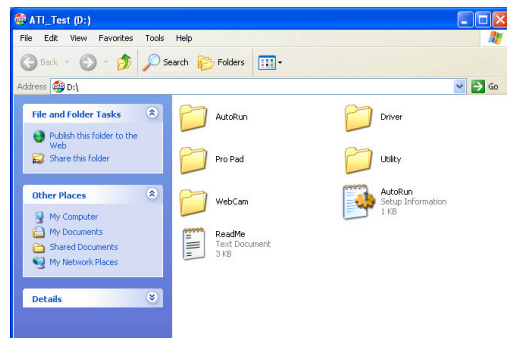 ATI_Test (D:)
File Edit View Favorites Tools Help
Back Search Folders
Address D:\ Go
File and Folder Tasks
Publish this folder to the
Web
Share this folder
Other Places
My Computer
My Documents
Shared Documents
My Network Places
Details
AutoRun
Driver
Pro Pad
Utility
WebCam
AutoRun
Setup Information
1 KB
ReadMe
Text Document
3 KB